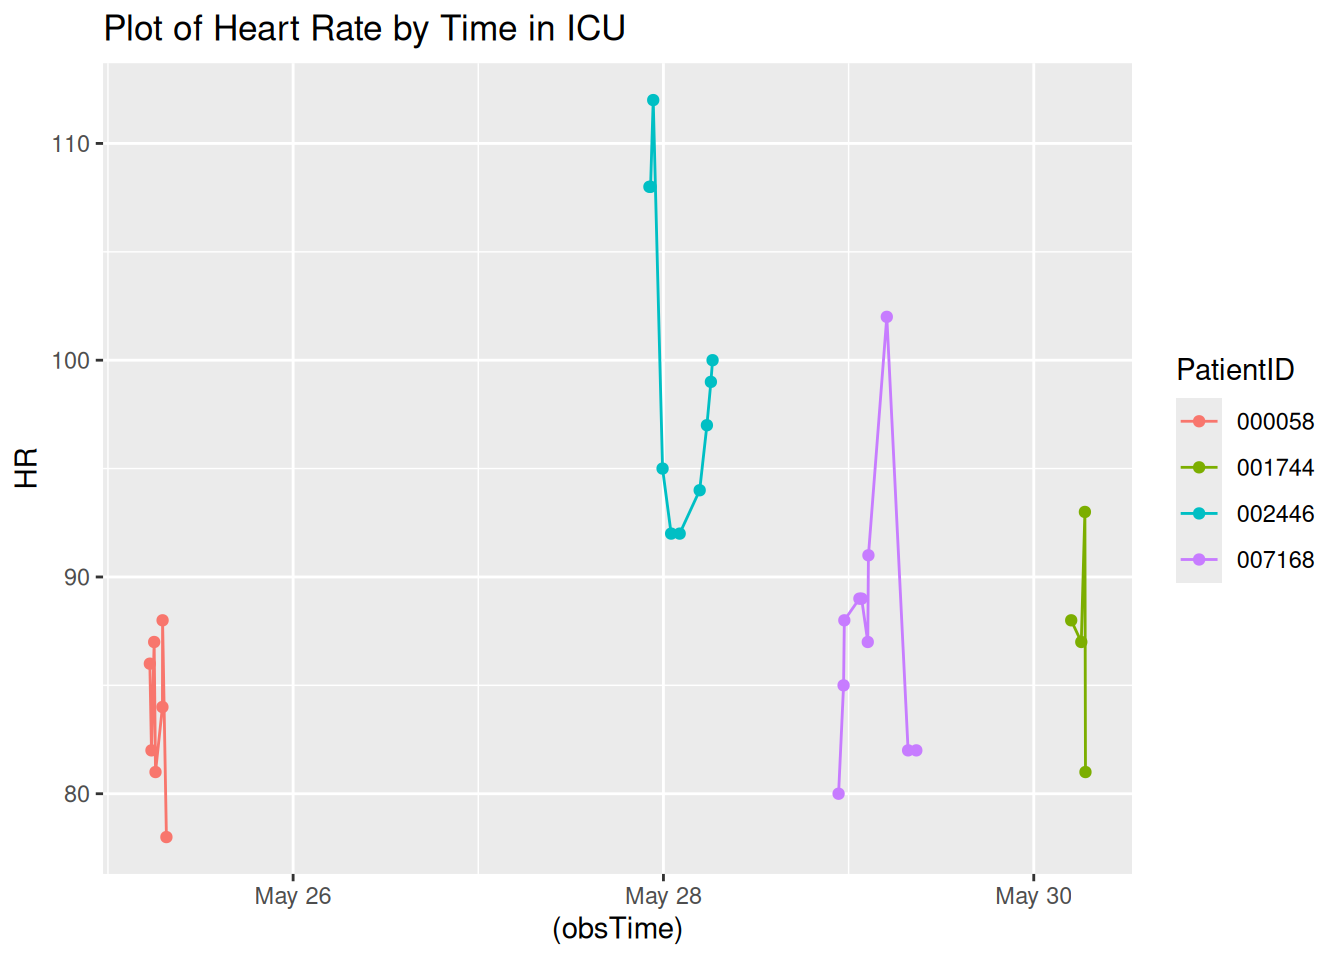 Plot of Heart Rate by Time in ICU
110
100
90
80
HR
May 26
May 28
May 30
(obsTime)
PatientID
000058
001744
002446
007168